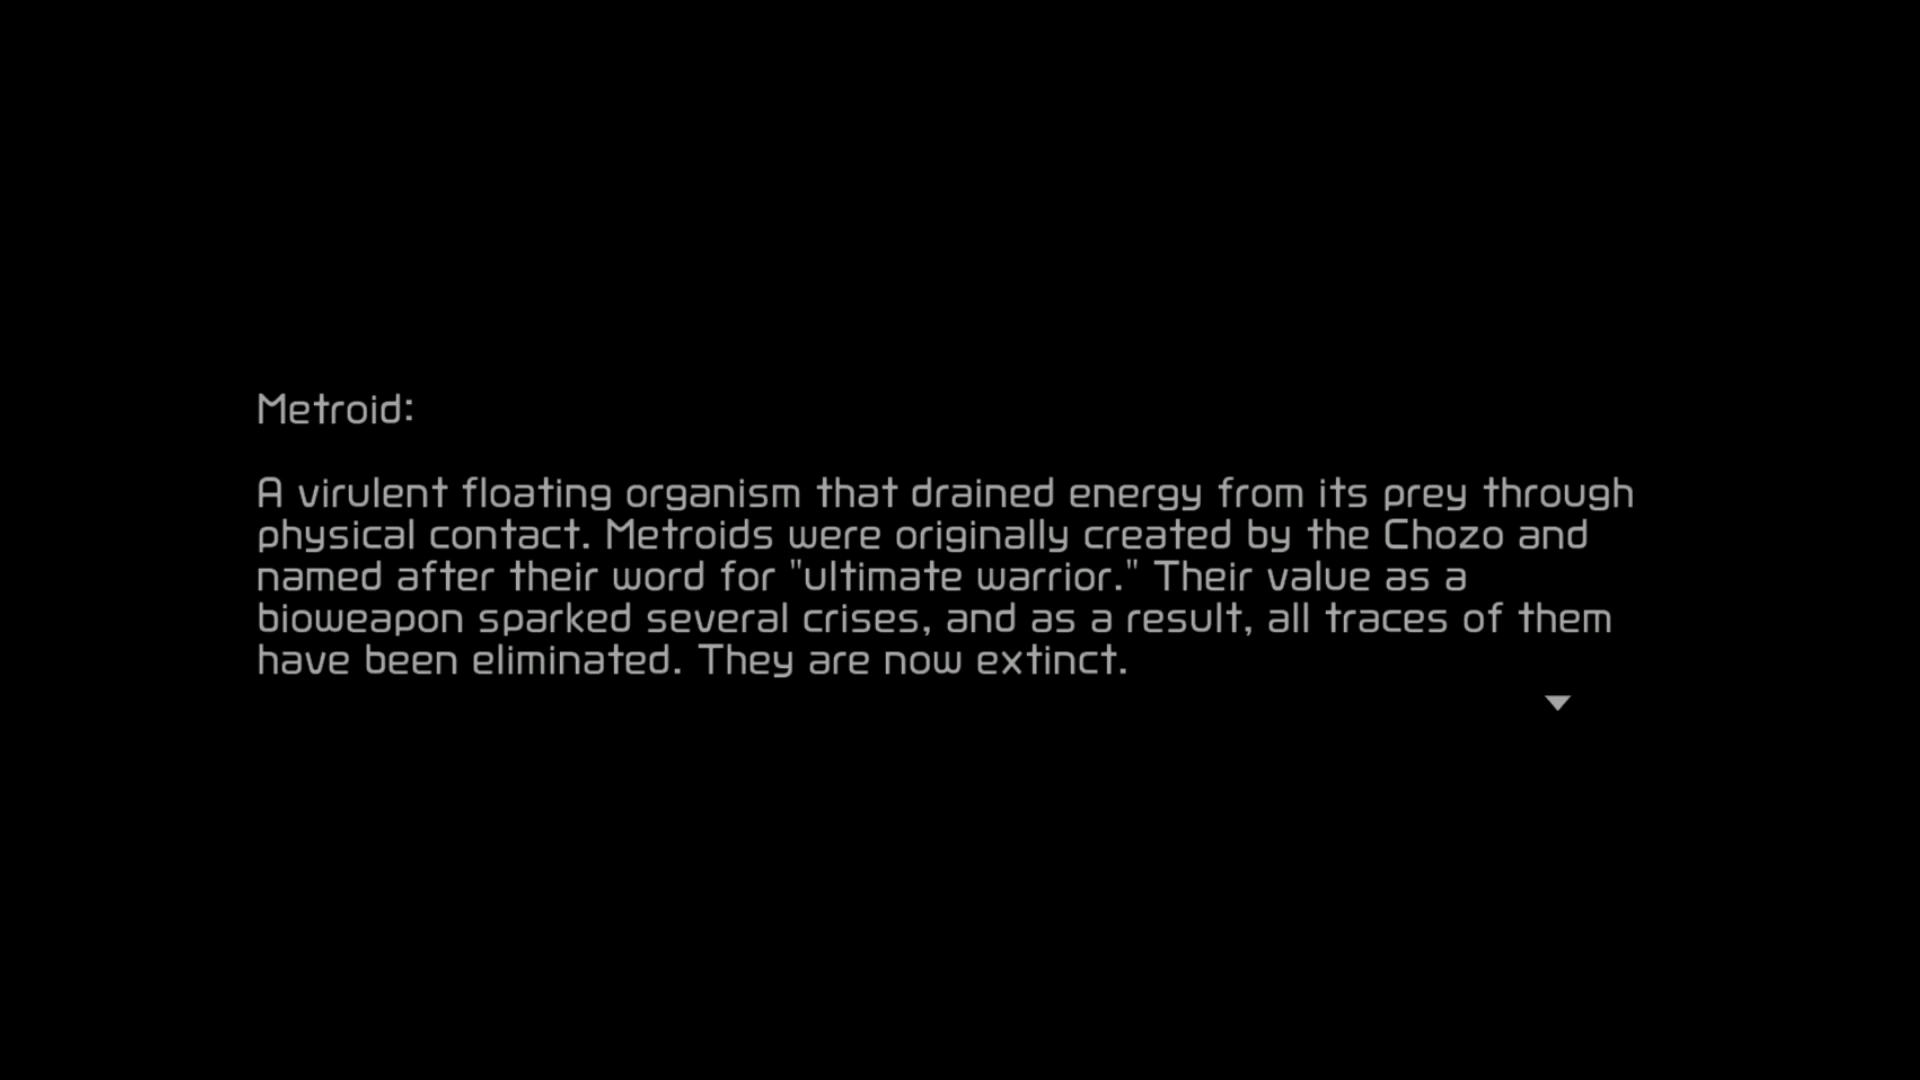 Metroid:
A virulent floating organism that drained energy from its prey through
physical contact. Metroids were originally created by the Chozo and
named after their word for "ultimate warrior." Their value as a
bioweapon sparked several crises, and as a result, all traces of them
have been eliminated. They are now extinct.